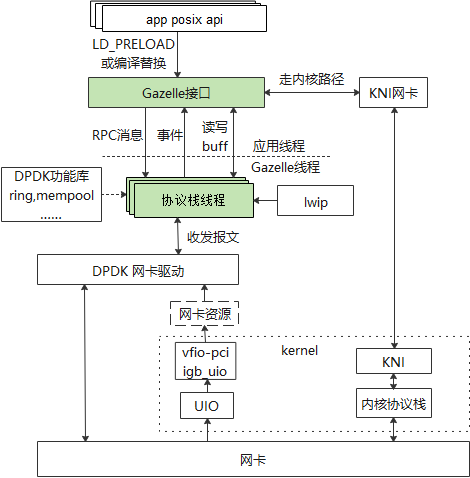 app posix api
LD_PRELOAD
或编译替换
Gazelle接口
走内核路径
KNI网卡
RPC消息
事件
读写
buff
应用线程
Gazelle线程
DPDK功能库
ring,mempool
......
协议栈线程
lwip
收发报文
DPDK 网卡驱动
网卡资源
kernel
vfio-pci
igb_uio
KNI
UIO
内核协议栈
网卡